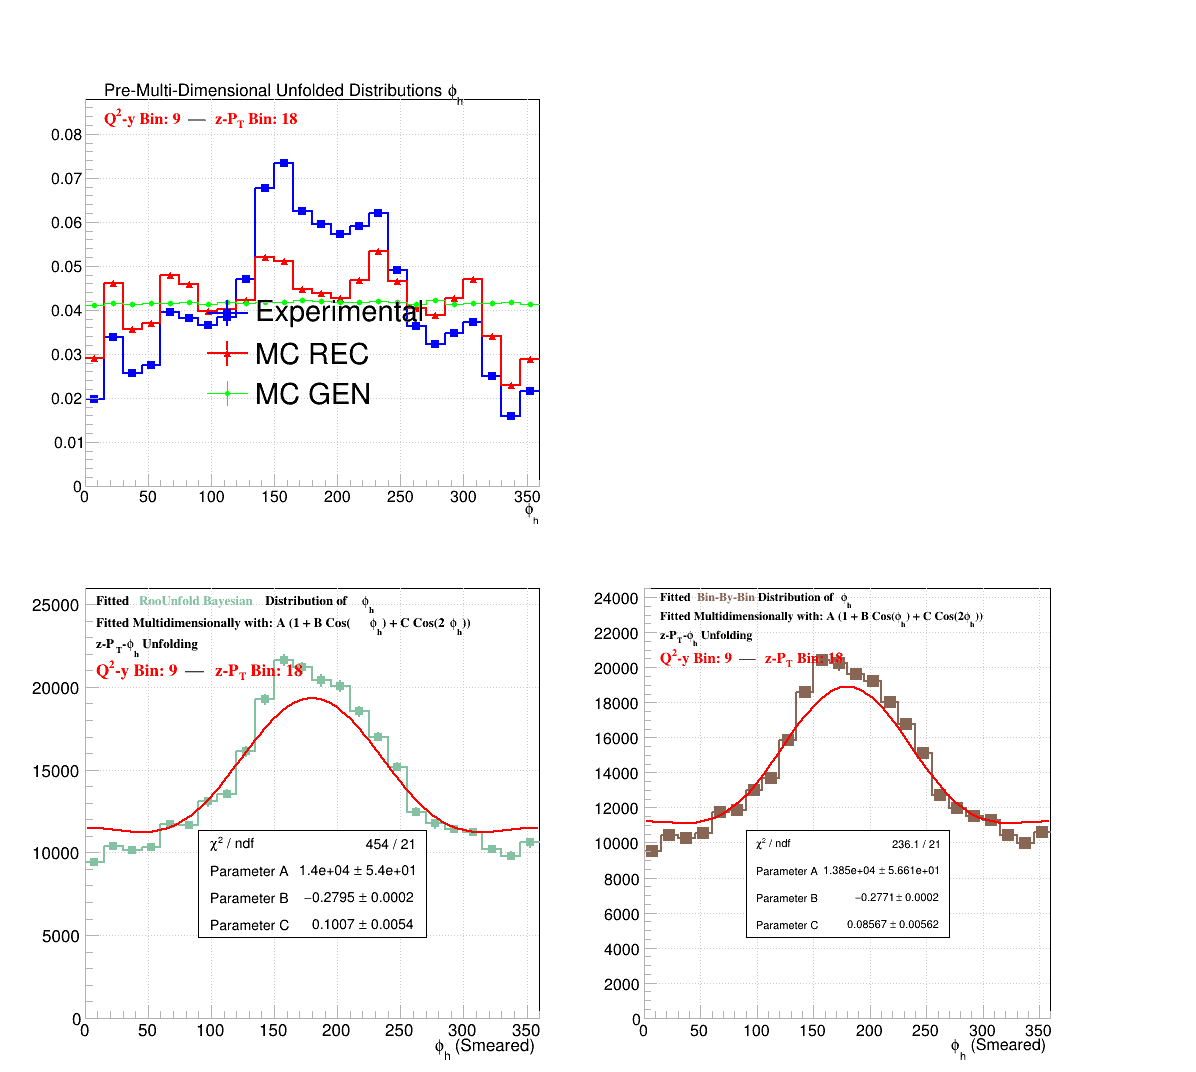 Pre-Multi-Dimensional Unfolded Distributions ϕh
Q2-y Bin: 9 — z-PT Bin: 18
0.08
0.07
0.06
0.05
0.04
0.03
0.02
0.01
0
Experimental
MC REC
MC GEN
0 50 100 150 200 250 300 350
ϕh
Fitted RooUnfold Bayesian Distribution of ϕh
Fitted Multidimensionally with: A (1 + B Cos( ϕh) + C Cos(2 ϕh))
z-PT-ϕh Unfolding
Q2-y Bin: 9 — z-PT Bin: 18
25000
20000
15000
10000
5000
0
χ2 / ndf 454 / 21
Parameter A 1.4e+04 ± 5.4e+01
Parameter B −0.2795 ± 0.0002
Parameter C 0.1007 ± 0.0054
0 50 100 150 200 250 300 350
ϕh (Smeared)
Fitted Bin-By-Bin Distribution of ϕh
Fitted Multidimensionally with: A (1 + B Cos(ϕh) + C Cos(2ϕh))
z-PT-ϕh Unfolding
Q2-y Bin: 9 — z-PT Bin: 18
24000
22000
20000
18000
16000
14000
12000
10000
8000
6000
4000
2000
0
χ2 / ndf 236.1 / 21
Parameter A 1.385e+04 ± 5.661e+01
Parameter B −0.2771 ± 0.0002
Parameter C 0.08567 ± 0.00562
0 50 100 150 200 250 300 350
ϕh (Smeared)